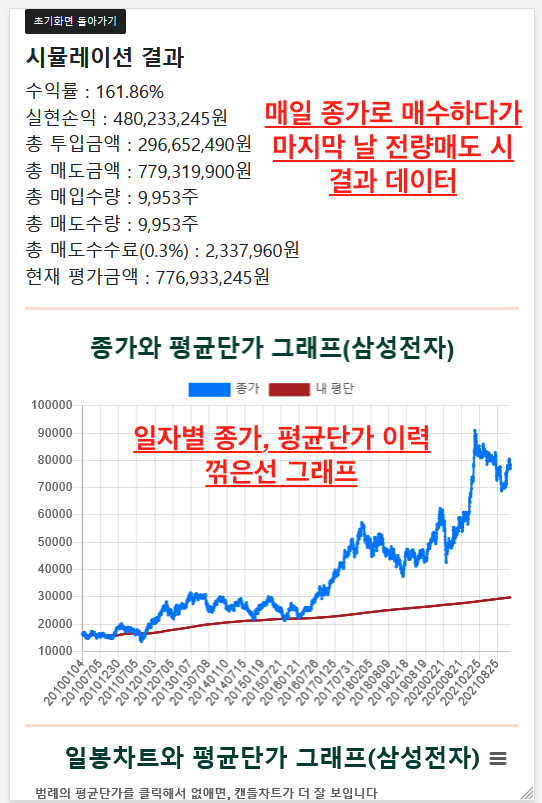 초기화면 돌아가기
시뮬레이션 결과
수익률 : 161.86%
실현손익 : 480,233,245원
총 투입금액 : 296,652,490원
총 매도금액 : 779,319,900원
총 매입수량 : 9,953주
총 매도수량 : 9,953주
총 매도수수료(0.3%) : 2,337,960원
현재 평가금액 : 776,933,245원
매일 종가로 매수하다가
마지막 날 전량매도 시
결과 데이터
종가와 평균단가 그래프(삼성전자)
종가 내 평단
일자별 종가, 평균단가 이력
꺾은선 그래프
100000
90000
80000
70000
60000
50000
40000
30000
20000
10000
20100104
20100705
20101230
20110705
20120103
20120705
20130107
20130708
20140110
20140715
20150119
20150721
20160121
20160728
20170125
20170731
20180205
20180809
20190218
20190819
20200221
20200821
20210225
20210825
일봉차트와 평균단가 그래프(삼성전자)
범례의 평균단가를 클릭해서 없애면, 캔들차트가 더 잘 보입니다